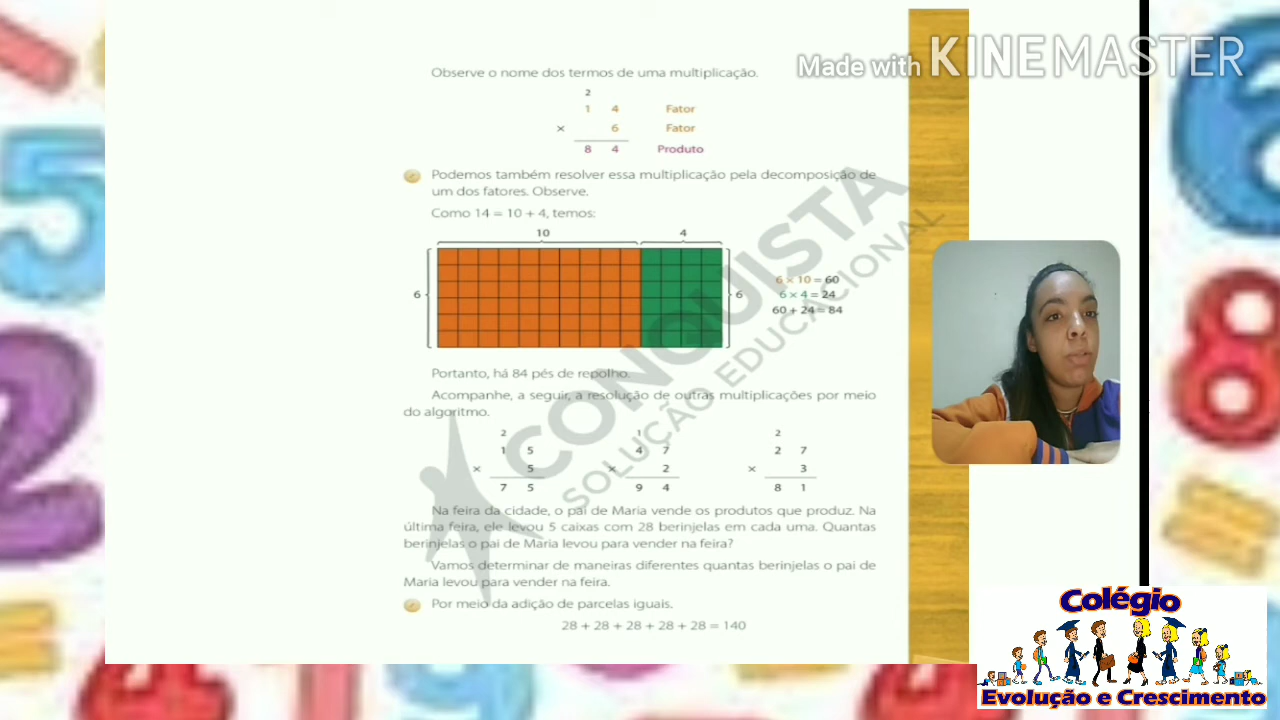 Made with KINEMASTER
Observe o nome dos termos de uma multiplicação.
2
1 4 Fator
× 6 Fator
8 4 Produto
Podemos também resolver essa multiplicação pela decomposição de
um dos fatores. Observe.
Como 14 = 10 + 4, temos:
10 4
6 6
6 × 10 = 60
6 × 4 = 24
60 + 24 = 84
Portanto, há 84 pés de repolho.
Acompanhe, a seguir, a resolução de outras multiplicações por meio
do algoritmo.
2 1 2
1 5 4 7 2 7
× 5 × 2 × 3
7 5 9 4 8 1
Na feira da cidade, o pai de Maria vende os produtos que produz. Na
última feira, ele levou 5 caixas com 28 berinjelas em cada uma. Quantas
berinjelas o pai de Maria levou para vender na feira?
Vamos determinar de maneiras diferentes quantas berinjelas o pai de
Maria levou para vender na feira.
Por meio da adição de parcelas iguais.
28 + 28 + 28 + 28 + 28 = 140
CONQUISTA
SOLUÇÃO EDUCACIONAL
5
2
8
Colégio
Evolução e Crescimento